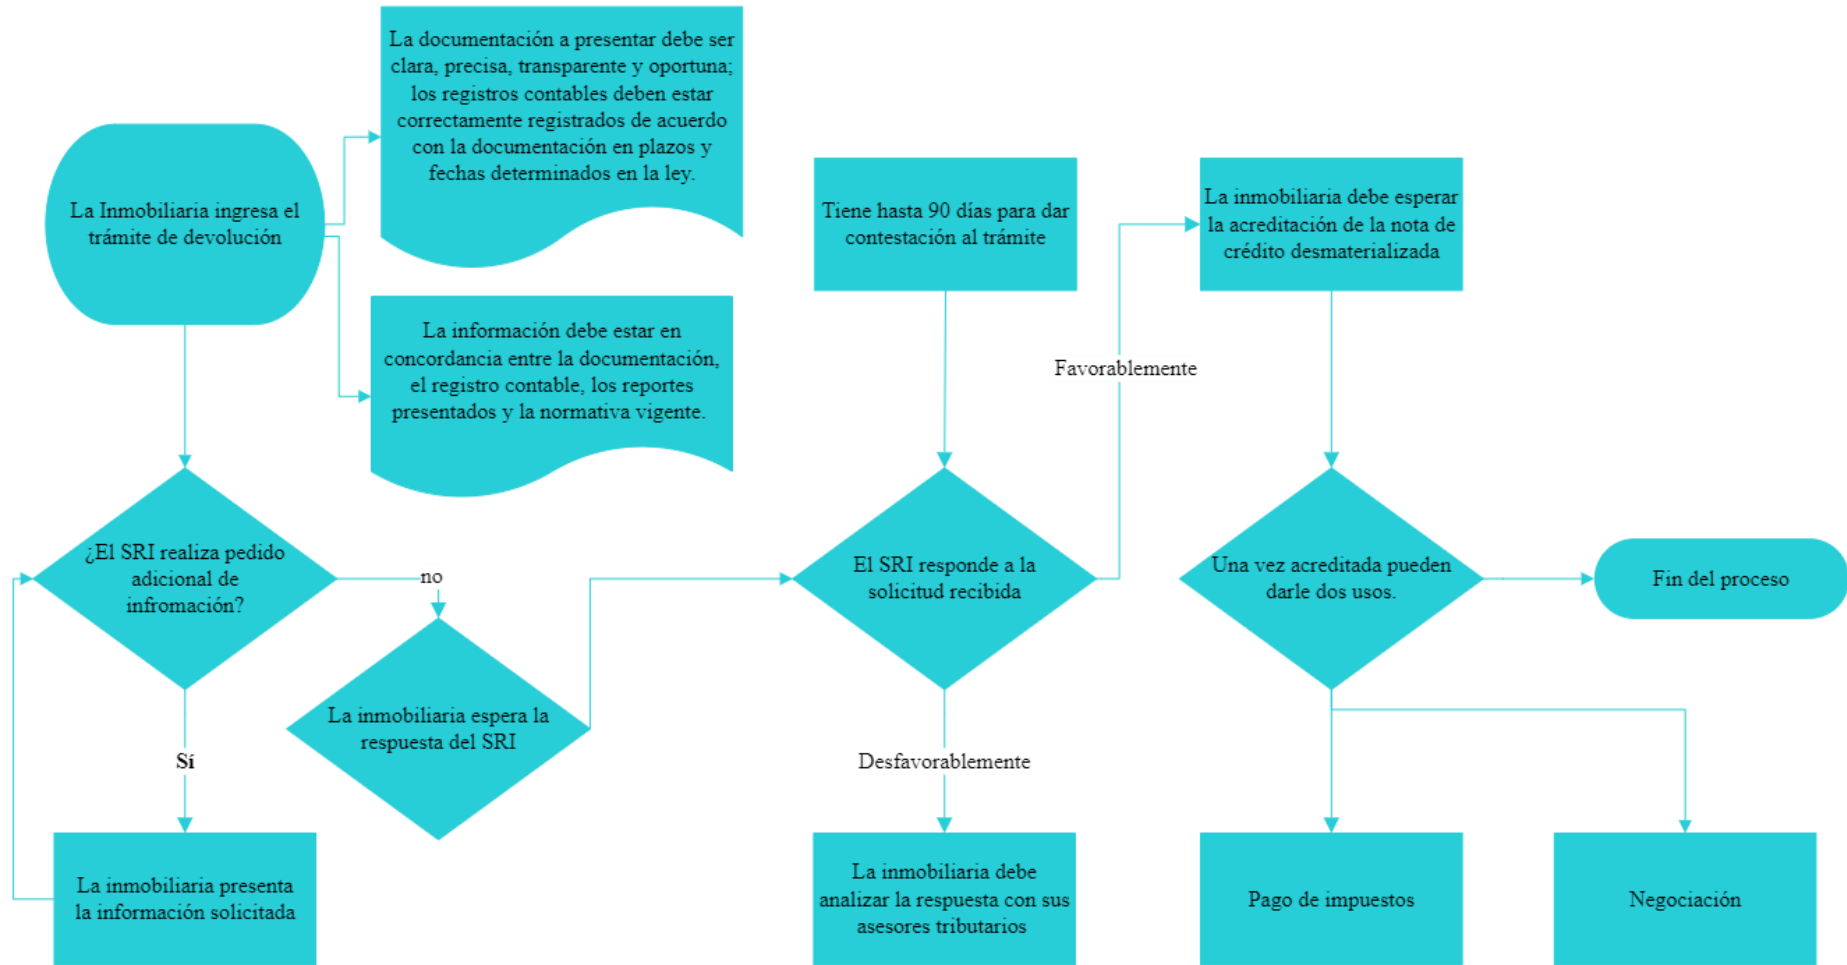 La documentación a presentar debe ser
clara, precisa, transparente y oportuna;
los registros contables deben estar
correctamente registrados de acuerdo
con la documentación en plazos y
fechas determinados en la ley.
La Inmobiliaria ingresa el
trámite de devolución
La información debe estar en
concordancia entre la documentación,
el registro contable, los reportes
presentados y la normativa vigente.
Tiene hasta 90 días para dar
contestación al trámite
La inmobiliaria debe esperar
la acreditación de la nota de
crédito desmaterializada
Favorablemente
¿El SRI realiza pedido
adicional de
infromación?
no
La inmobiliaria espera la
respuesta del SRI
El SRI responde a la
solicitud recibida
Una vez acreditada pueden
darle dos usos.
Fin del proceso
Sí
Desfavorablemente
La inmobiliaria presenta
la información solicitada
La inmobiliaria debe
analizar la respuesta con sus
asesores tributarios
Pago de impuestos
Negociación